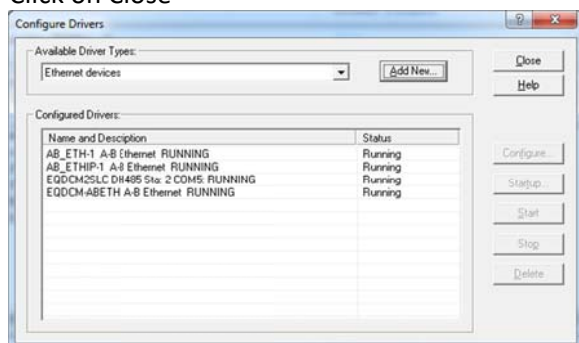 Click on Close
Configure Drivers
Available Driver Types:
Ethernet devices
Add New...
Close
Help
Configured Drivers:
Name and Desciption Status
AB_ETH-1 A-B Ethernet RUNNING Running
AB_ETHIP-1 A-B Ethernet RUNNING Running
EQDCM2SLC DH485 Sta: 2 COM5: RUNNING Running
EQDCM-ABETH A-B Ethernet RUNNING Running
Configure...
Startup...
Start
Stop
Delete